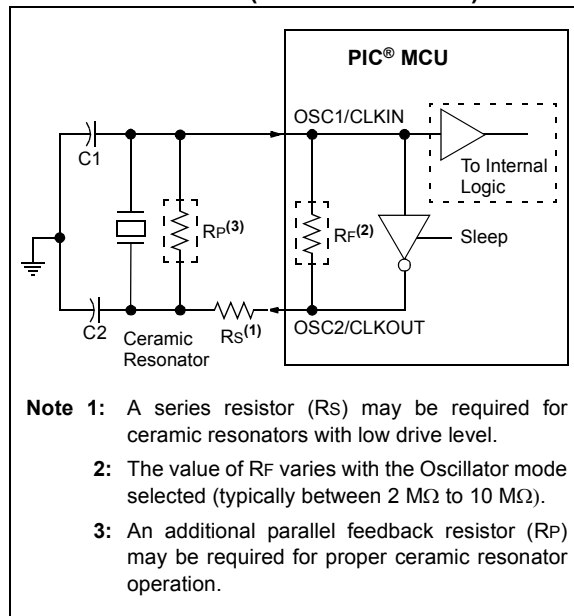 PIC® MCU
OSC1/CLKIN
C1
To Internal
Logic
RP(3)
RF(2)
Sleep
C2
Ceramic
Resonator
RS(1)
OSC2/CLKOUT
Note 1: A series resistor (RS) may be required for
ceramic resonators with low drive level.
2: The value of RF varies with the Oscillator mode
selected (typically between 2 MΩ to 10 MΩ).
3: An additional parallel feedback resistor (RP)
may be required for proper ceramic resonator
operation.